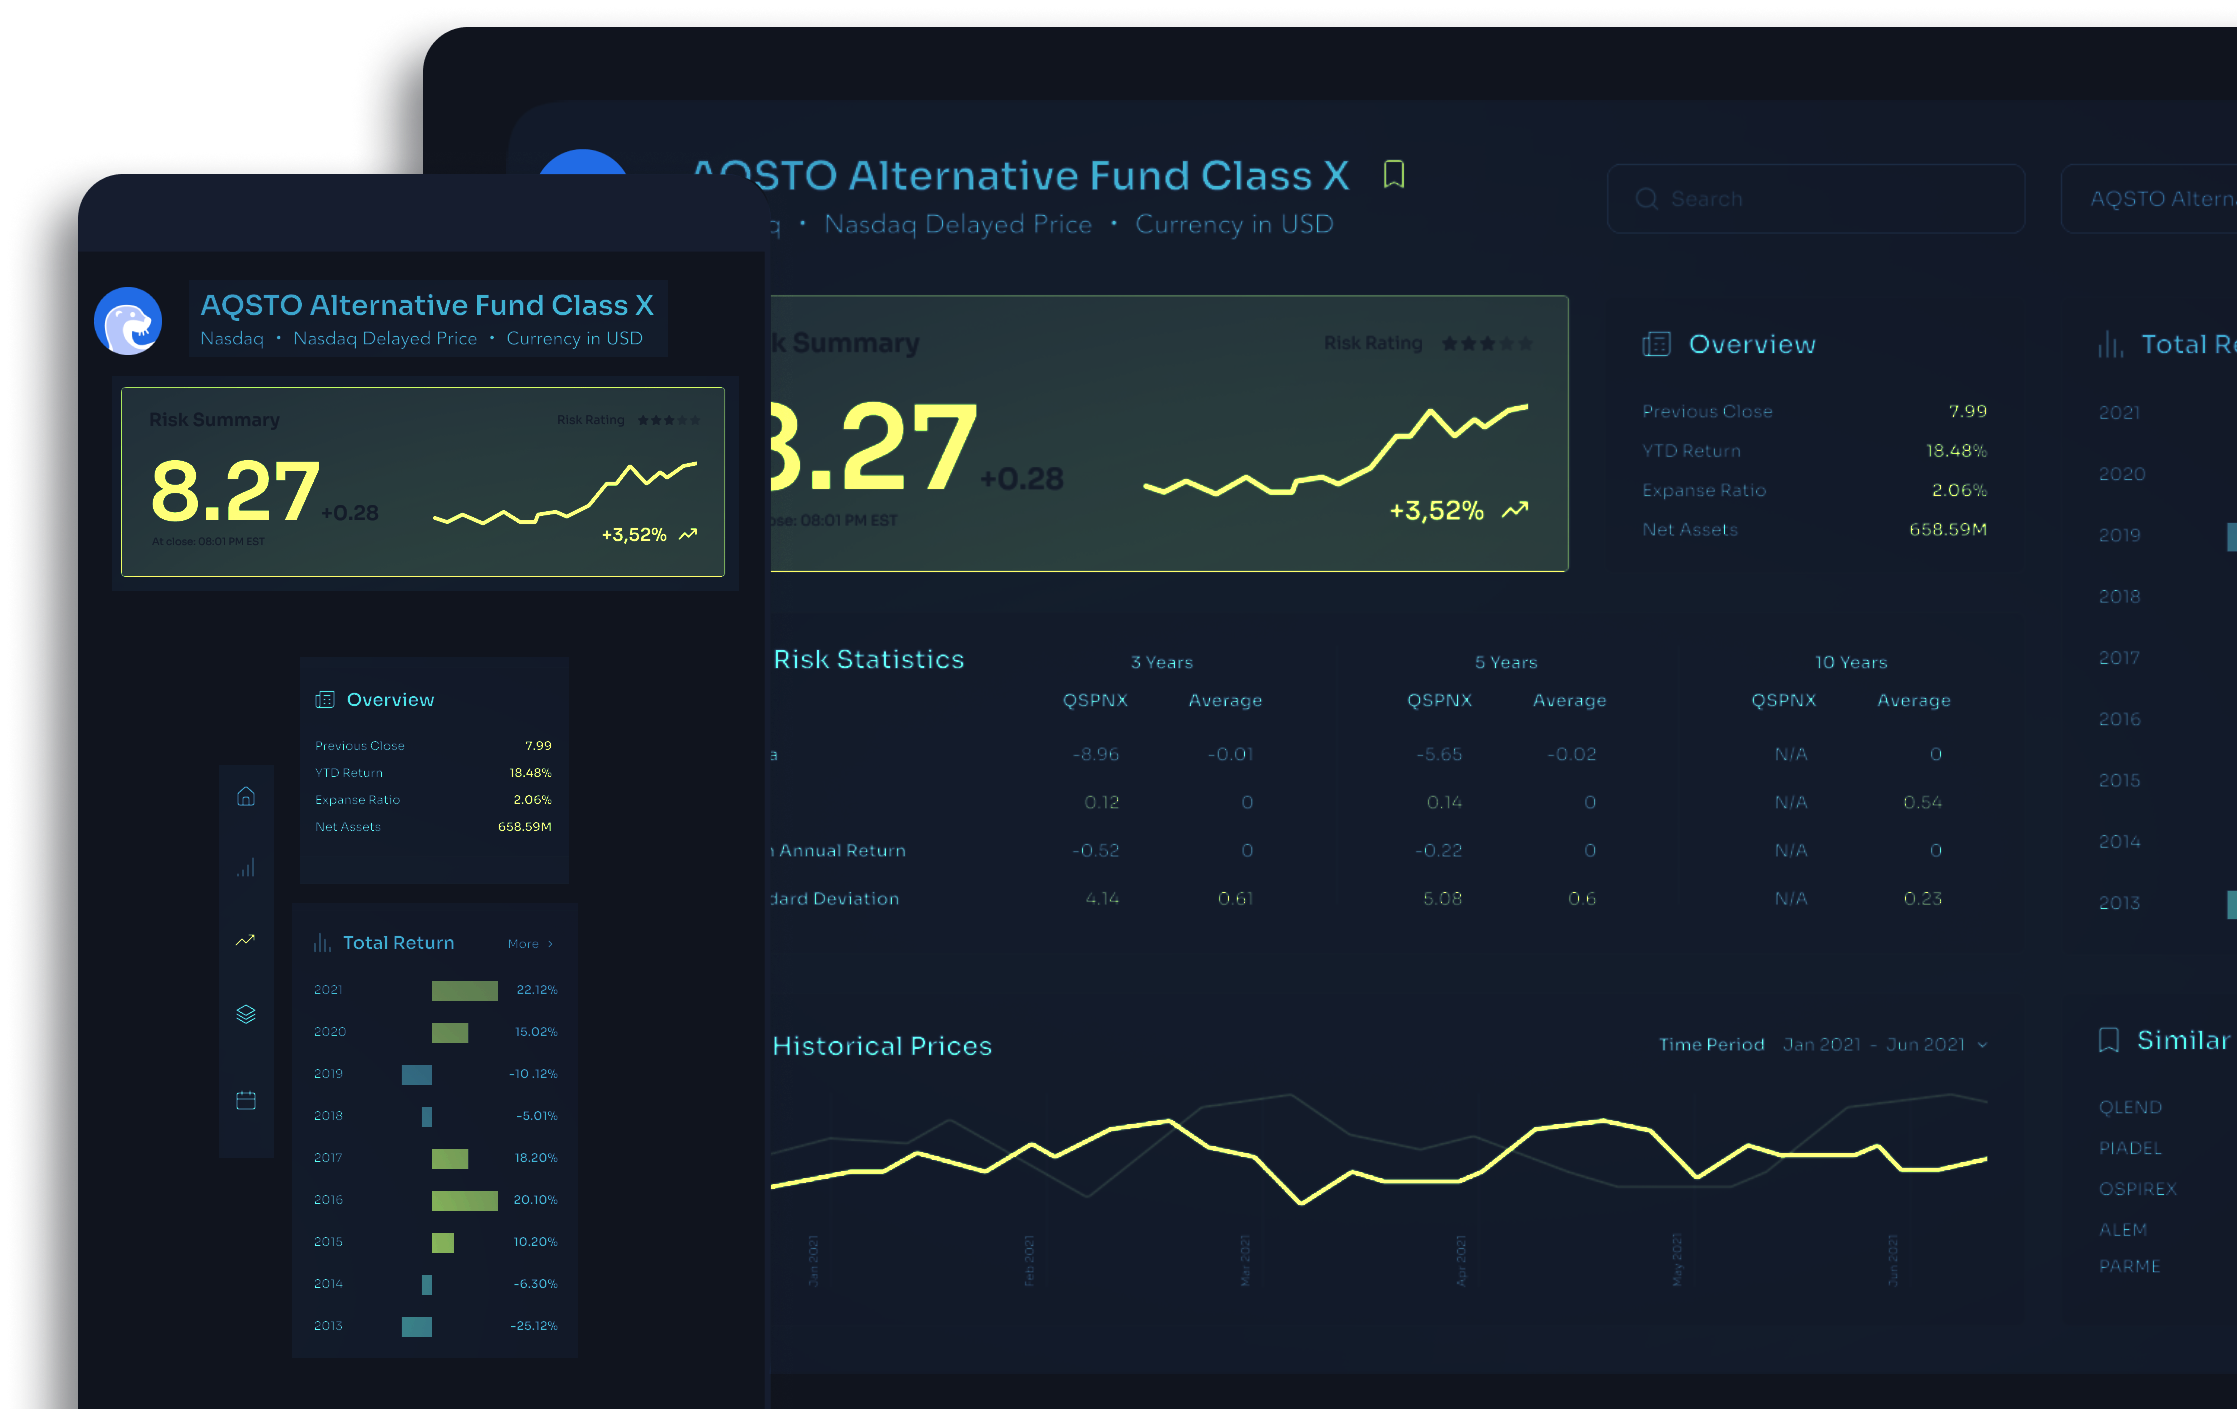 AQSTO Alternative Fund Class X
Nasdaq • Nasdaq Delayed Price • Currency in USD
Risk Summary
Risk Rating
8.27 +0.28
At close: 08:01 PM EST
+3,52%
Overview
Previous Close 7.99
YTD Return 18.48%
Expanse Ratio 2.06%
Net Assets 658.59M
Total Return More >
2021 22.12%
2020 15.02%
2019 -10 .12%
2018 -5.01%
2017 18.20%
2016 20.10%
2015 10.20%
2014 -6.30%
2013 -25.12%
AQSTO Alternative Fund Class X
q • Nasdaq Delayed Price • Currency in USD
Search
AQSTO Altern
k Summary
Risk Rating
8.27 +0.28
ose: 08:01 PM EST
+3,52%
Overview
Previous Close 7.99
YTD Return 18.48%
Expanse Ratio 2.06%
Net Assets 658.59M
Total Re
2021
2020
2019
2018
2017
2016
2015
2014
2013
Risk Statistics
3 Years 5 Years 10 Years
QSPNX Average QSPNX Average QSPNX Average
a -8.96 -0.01 -5.65 -0.02 N/A 0
0.12 0 0.14 0 N/A 0.54
n Annual Return -0.52 0 -0.22 0 N/A 0
dard Deviation 4.14 0.61 5.08 0.6 N/A 0.23
Historical Prices
Time Period Jan 2021 - Jun 2021
Jan 2021
Feb 2021
Mar 2021
Apr 2021
May 2021
Jun 2021
Similar
QLEND
PIADEL
OSPIREX
ALEM
PARME